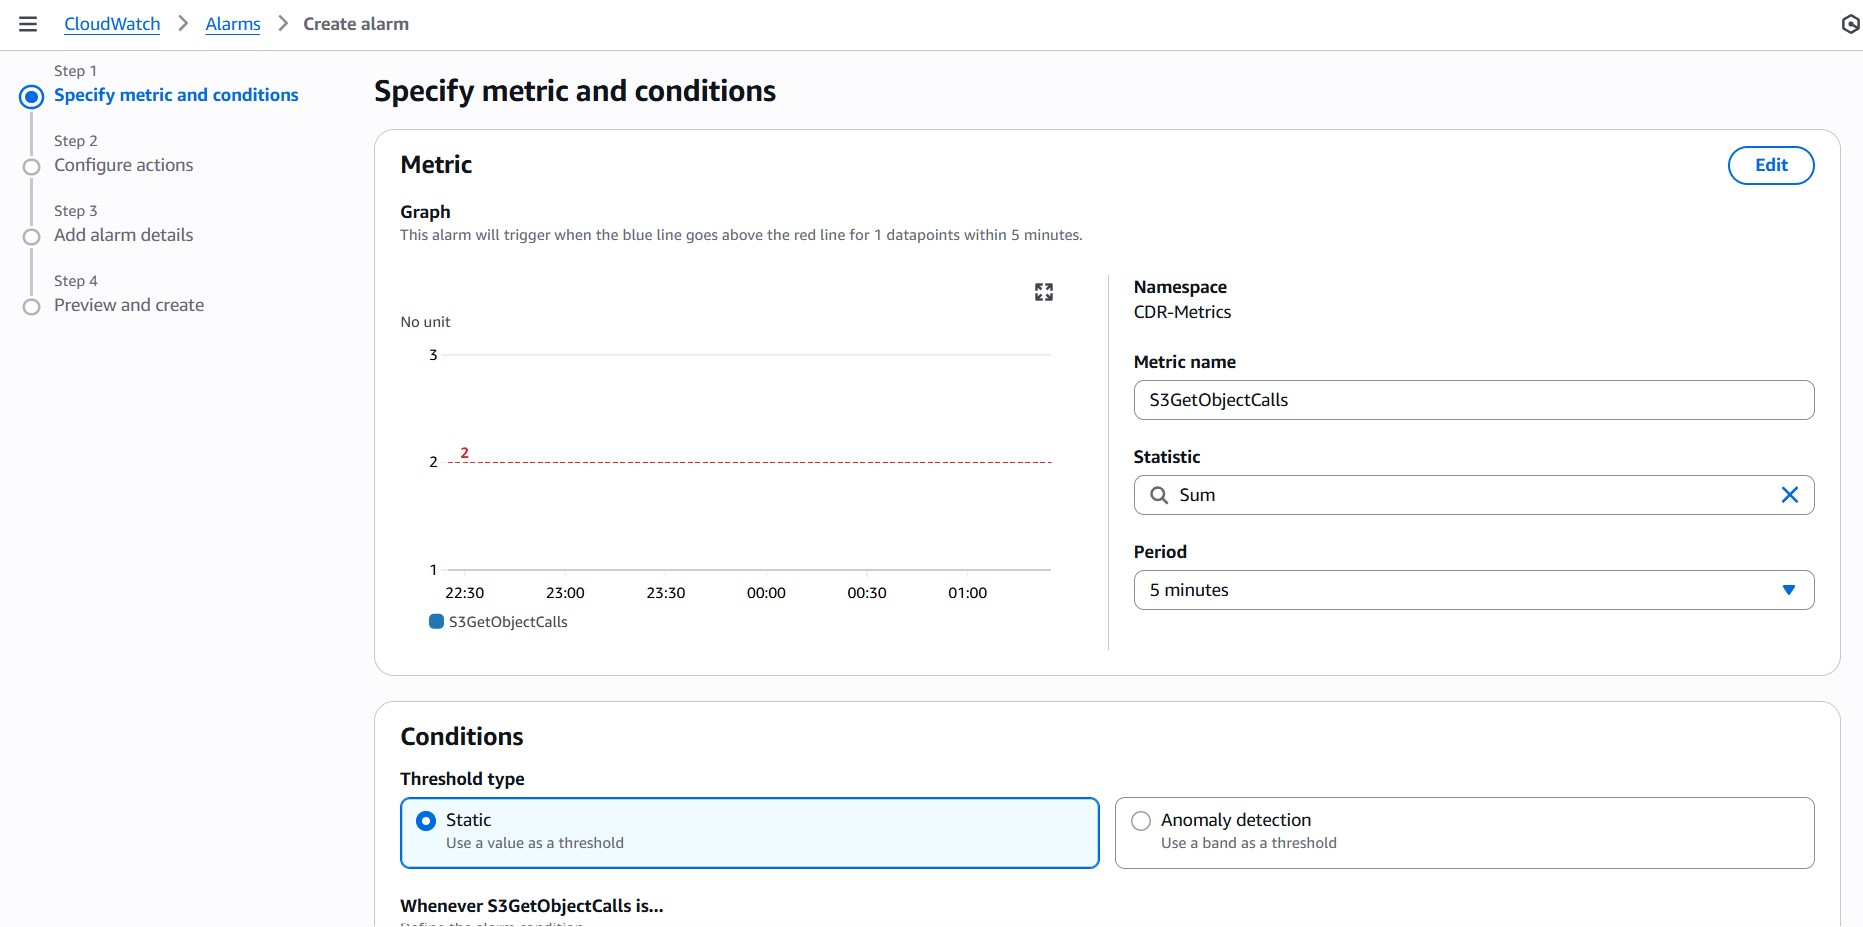 CloudWatch > Alarms > Create alarm
Step 1
Specify metric and conditions
Step 2
Configure actions
Step 3
Add alarm details
Step 4
Preview and create
Specify metric and conditions
Metric
Edit
Graph
This alarm will trigger when the blue line goes above the red line for 1 datapoints within 5 minutes.
No unit
3
2
2
1
22:30 23:00 23:30 00:00 00:30 01:00
S3GetObjectCalls
Namespace
CDR-Metrics
Metric name
S3GetObjectCalls
Statistic
Sum
Period
5 minutes
Conditions
Threshold type
Static
Use a value as a threshold
Anomaly detection
Use a band as a threshold
Whenever S3GetObjectCalls is...
Define the alarm condition.